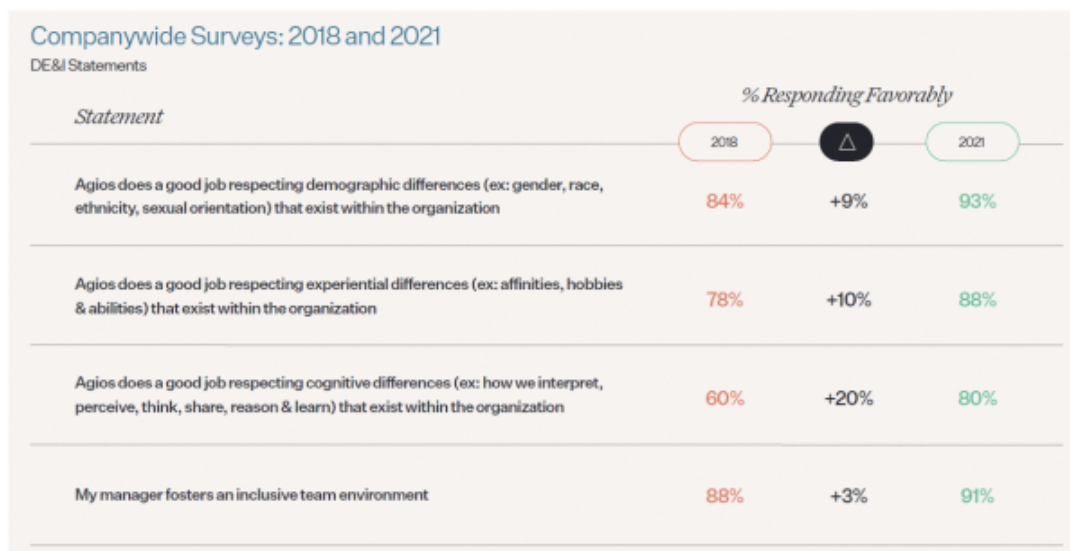 Companywide Surveys: 2018 and 2021
DE&I Statements
% Responding Favorably
Statement
2018 △ 2021
Agios does a good job respecting demographic differences (ex: gender, race,
ethnicity, sexual orientation) that exist within the organization
84% +9% 93%
Agios does a good job respecting experiential differences (ex: affinities, hobbies
& abilities) that exist within the organization
78% +10% 88%
Agios does a good job respecting cognitive differences (ex: how we interpret,
perceive, think, share, reason & learn) that exist within the organization
60% +20% 80%
My manager fosters an inclusive team environment
88% +3% 91%